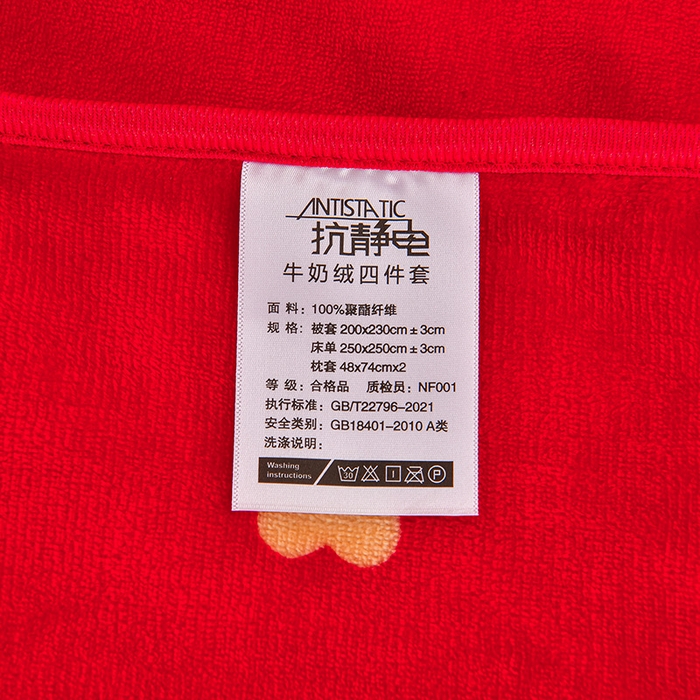 ANTISTATIC
抗静电
牛奶绒四件套
面 料：100%聚酯纤维
规 格：被套 200x230cm±3cm
床单 250x250cm±3cm
枕套 48x74cmx2
等 级：合格品 质检员：NF001
执行标准：GB/T22796-2021
安全类别：GB18401-2010 A类
洗涤说明：
Washing
instructions
30 P